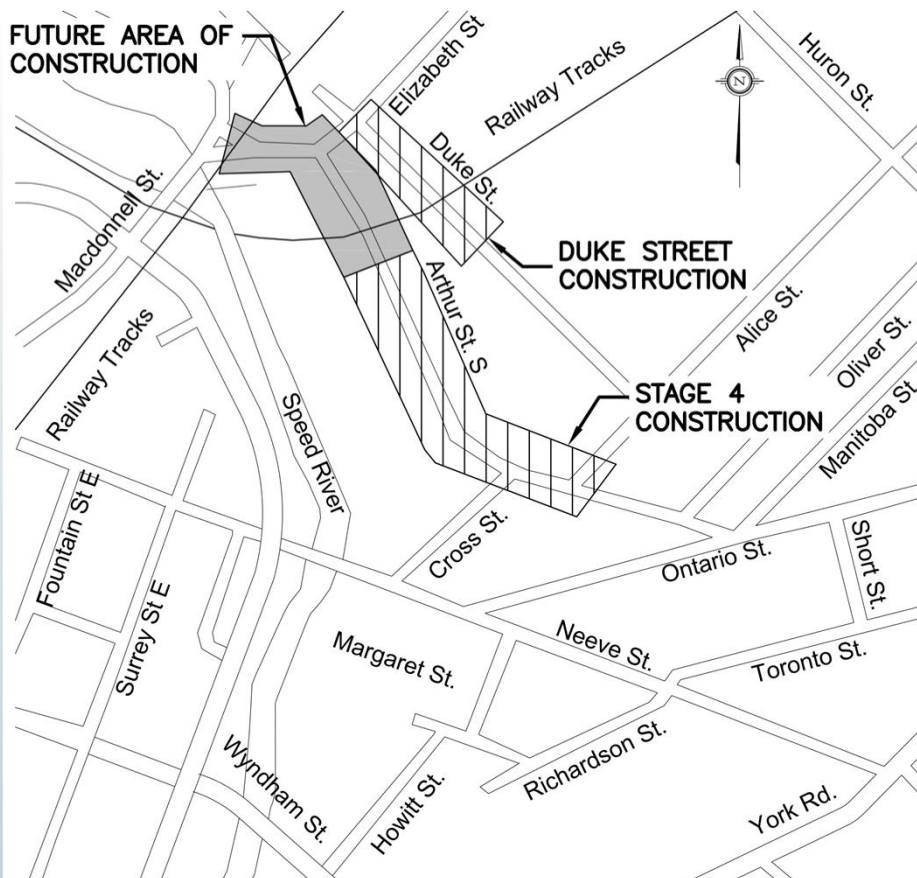 FUTURE AREA OF
CONSTRUCTION
Elizabeth St
Huron St.
Railway Tracks
N
Duke St.
Macdonnell St.
DUKE STREET
CONSTRUCTION
Arthur St. S
Alice St.
Oliver St.
Railway Tracks
STAGE 4
CONSTRUCTION
Manitoba St
Speed River
Fountain St E
Cross St.
Ontario St.
Short St.
Surrey St E
Margaret St.
Neeve St.
Toronto St.
Wyndham St.
Richardson St.
Howitt St.
York Rd.